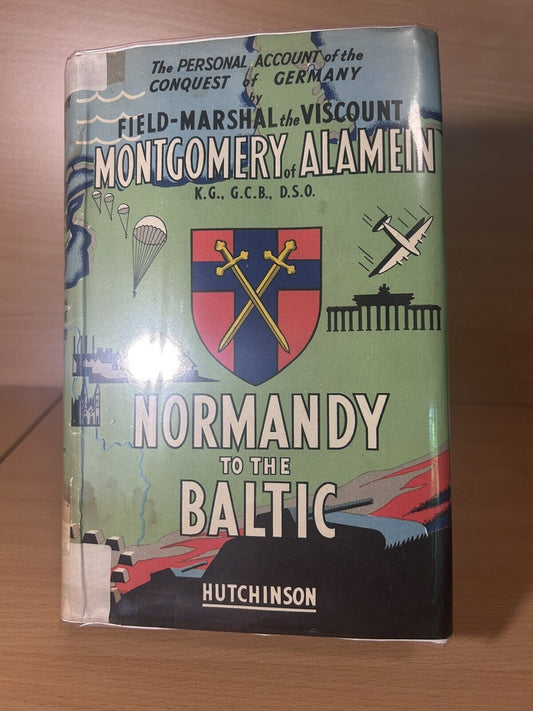 The PERSONAL ACCOUNT of the
CONQUEST of GERMANY
by
FIELD-MARSHAL the VISCOUNT
MONTGOMERY of ALAMEIN
K.G., G.C.B., D.S.O.
NORMANDY
TO THE
BALTIC
HUTCHINSON